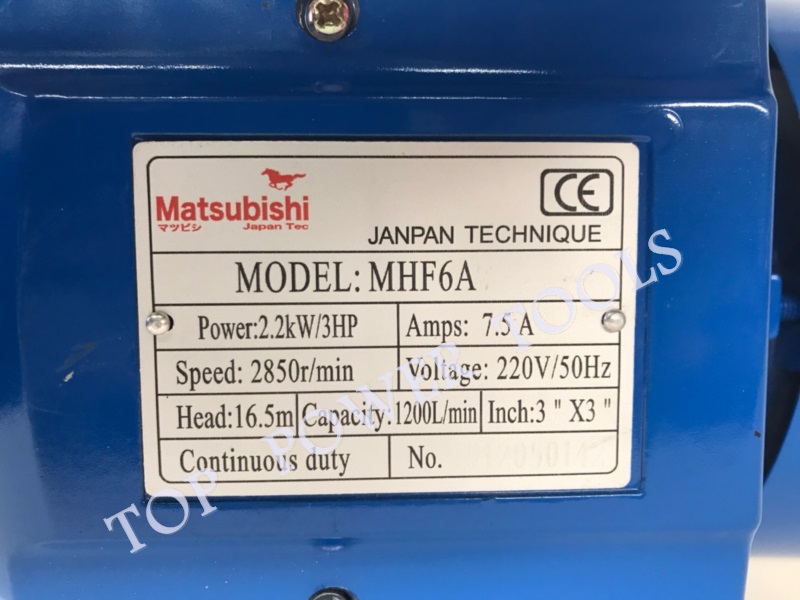 Matsubishi
マツビシ Japan Tec
CE
JANPAN TECHNIQUE
MODEL: MHF6A
Power:2.2kW/3HP Amps: 7.5 A
Speed: 2850r/min Voltage: 220V/50Hz
Head:16.5m Capacity:1200L/min Inch:3 " X3 "
Continuous duty No.
TOP POWER TOOLS